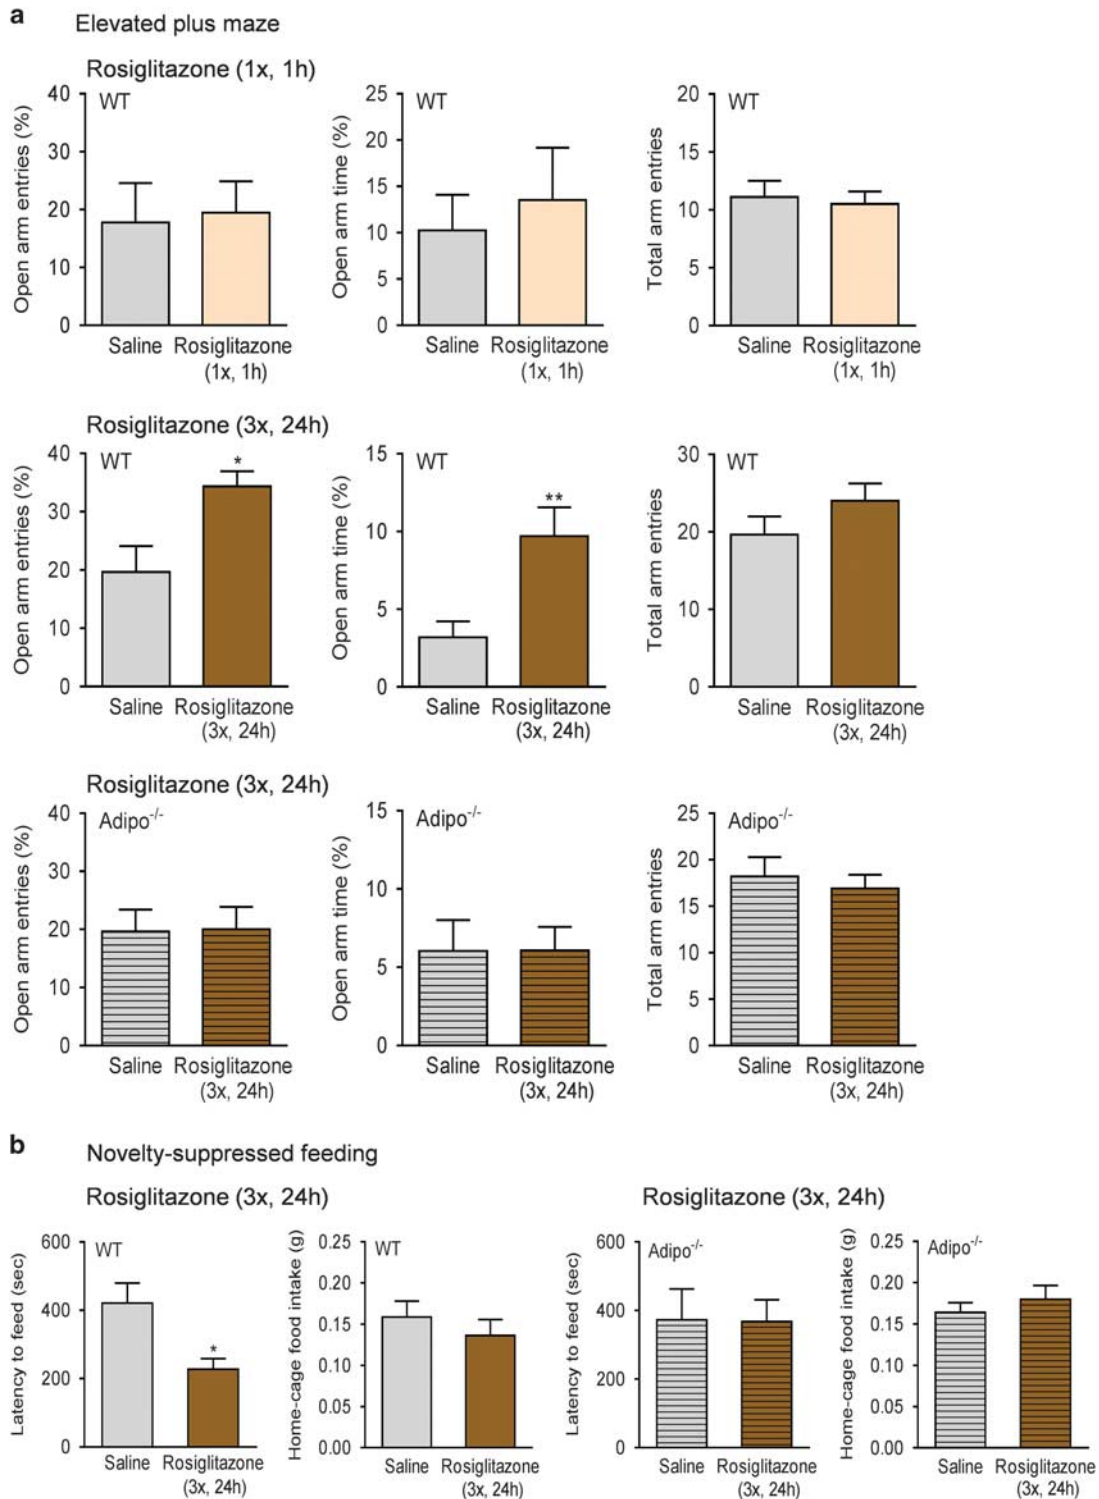 a
Elevated plus maze
Rosiglitazone (1x, 1h)
Open arm entries (%)
40
30
20
10
0
WT
Saline
Rosiglitazone
(1x, 1h)
Open arm time (%)
25
20
15
10
5
0
WT
Saline
Rosiglitazone
(1x, 1h)
Total arm entries
20
15
10
5
0
WT
Saline
Rosiglitazone
(1x, 1h)
Rosiglitazone (3x, 24h)
Open arm entries (%)
40
30
20
10
0
WT
*
Saline
Rosiglitazone
(3x, 24h)
Open arm time (%)
15
10
5
0
WT
**
Saline
Rosiglitazone
(3x, 24h)
Total arm entries
30
20
10
0
WT
Saline
Rosiglitazone
(3x, 24h)
Rosiglitazone (3x, 24h)
Open arm entries (%)
40
30
20
10
0
Adipo-/-
Saline
Rosiglitazone
(3x, 24h)
Open arm time (%)
15
10
5
0
Adipo-/-
Saline
Rosiglitazone
(3x, 24h)
Total arm entries
25
20
15
10
5
0
Adipo-/-
Saline
Rosiglitazone
(3x, 24h)
b
Novelty-suppressed feeding
Rosiglitazone (3x, 24h)
Latency to feed (sec)
600
400
200
0
WT
*
Saline
Rosiglitazone
(3x, 24h)
Home-cage food intake (g)
0.25
0.20
0.15
0.10
0.05
0.00
WT
Saline
Rosiglitazone
(3x, 24h)
Rosiglitazone (3x, 24h)
Latency to feed (sec)
600
400
200
0
Adipo-/-
Saline
Rosiglitazone
(3x, 24h)
Home-cage food intake (g)
0.25
0.20
0.15
0.10
0.05
0.00
Adipo-/-
Saline
Rosiglitazone
(3x, 24h)